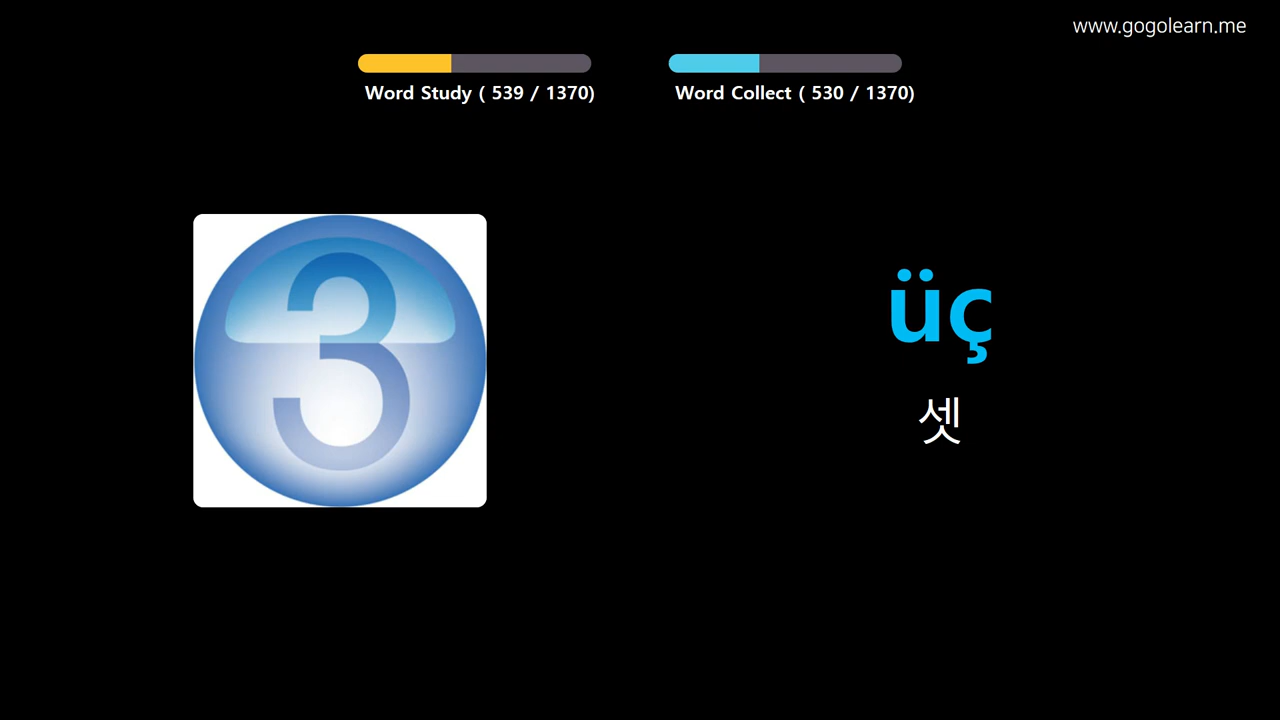 www.gogolearn.me
Word Study ( 539 / 1370)
Word Collect ( 530 / 1370)
3
üç
셋